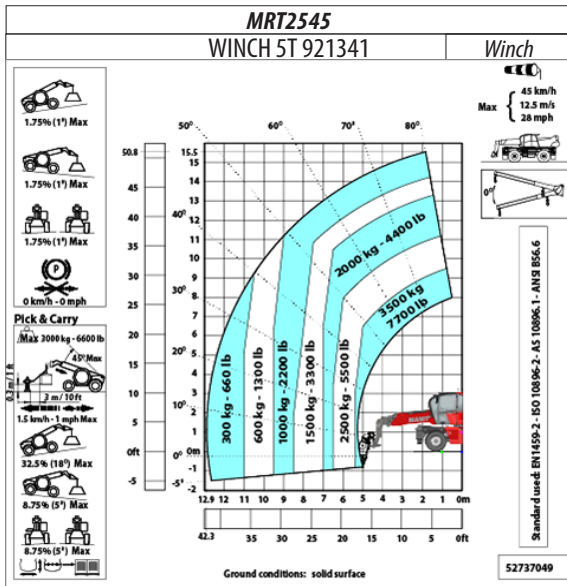 MRT2545
WINCH 5T 921341
Winch
1.75% (1°) Max
1.75% (1°) Max
1.75% (1°) Max
P
0 km/h - 0 mph
Pick & Carry
Max 3000 kg - 6600 lb
45° Max
0.3 m / 1 ft
3 m / 10 ft
1.5 km/h - 1 mph Max
32.5% (18°) Max
8.75% (5°) Max
8.75% (5°) Max
Max
45 km/h
12.5 m/s
28 mph
0°
50°
60°
70°
80°
40°
30°
20°
10°
0°
-5°
50.8
45
40
35
30
25
20
15
10
5
0ft
-5
15.5
15
14
13
12
11
10
9
8
7
6
5
4
3
2
1
0m
-1
-2
2000 kg - 4400 lb
3500 kg
7700 lb
300 kg - 660 lb
600 kg - 1300 lb
1000 kg - 2200 lb
1500 kg - 3300 lb
2500 kg - 5500 lb
12.9 12 11 10 9 8 7 6 5 4 3 2 1 0m
42.3 35 30 25 20 15 10 5 0ft
Ground conditions: solid surface
Standard used: EN1459-2 - ISO 10896-2 - AS 10896.1 - ANSI B56.6
52737049